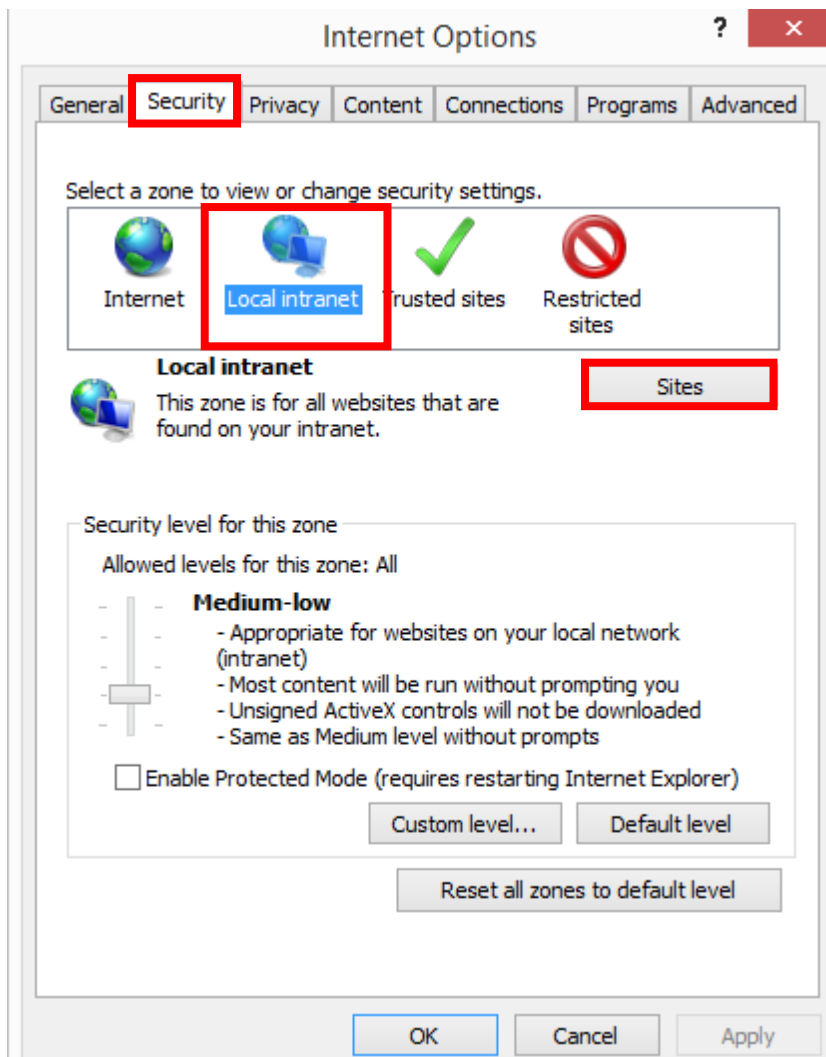 Internet Options
?
×
General Security Privacy Content Connections Programs Advanced
Select a zone to view or change security settings.
Internet Local intranet Trusted sites Restricted
sites
Local intranet
Sites
This zone is for all websites that are
found on your intranet.
Security level for this zone
Allowed levels for this zone: All
Medium-low
- Appropriate for websites on your local network
(intranet)
- Most content will be run without prompting you
- Unsigned ActiveX controls will not be downloaded
- Same as Medium level without prompts
Enable Protected Mode (requires restarting Internet Explorer)
Custom level... Default level
Reset all zones to default level
OK Cancel Apply